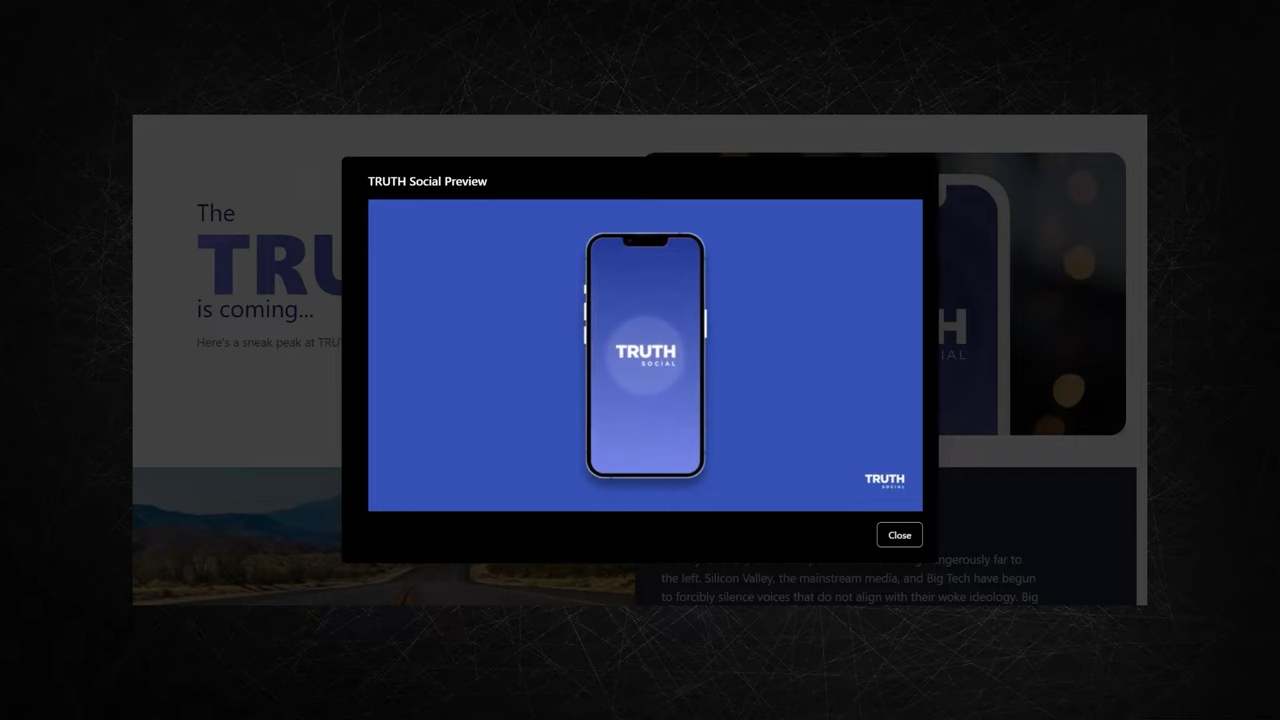 TRUTH Social Preview
The
TRU
is coming...
Here's a sneak peak at TRU
TRUTH
SOCIAL
H
IAL
TRUTH
SOCIAL
Close
ngerously far to
the left. Silicon Valley, the mainstream media, and Big Tech have begun
to forcibly silence voices that do not align with their woke ideology. Big